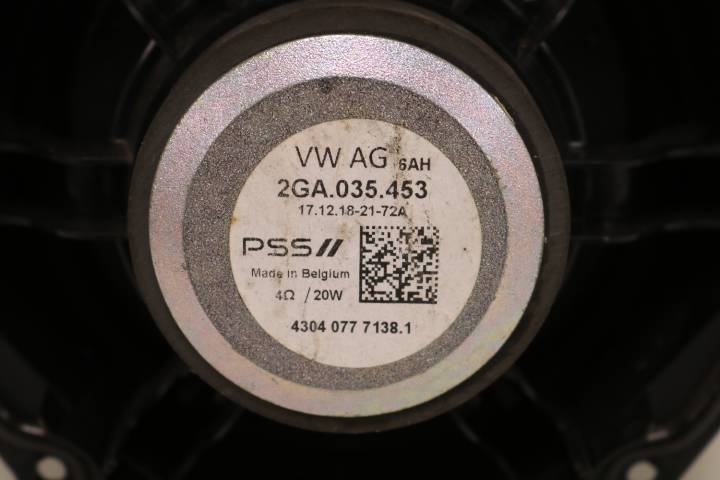 VW AG 6AH
2GA.035.453
17.12.18-21-72A
PSS//
Made in Belgium
4Ω / 20W
4304 077 7138.1